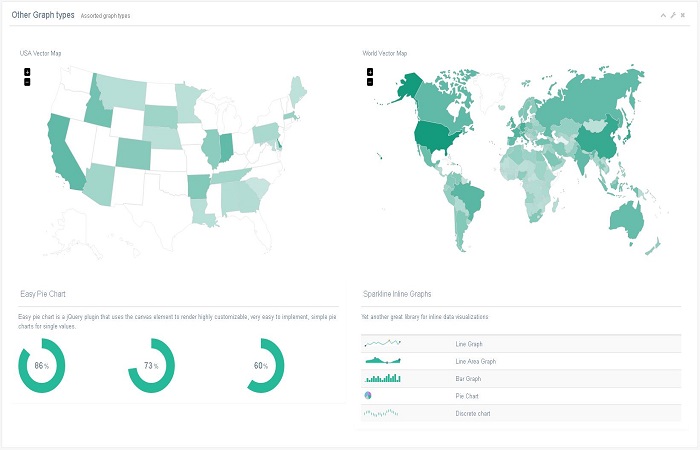 Other Graph types Assorted graph types
USA Vector Map
+
−
World Vector Map
+
−
Easy Pie Chart
Easy pie chart is a jQuery plugin that uses the canvas element to render highly customizable, very easy to implement, simple pie
charts for single values.
86%
73%
60%
Sparkline Inline Graphs
Yet another great library for inline data visualizations
Line Graph
Line Area Graph
Bar Graph
Pie Chart
Discrete chart